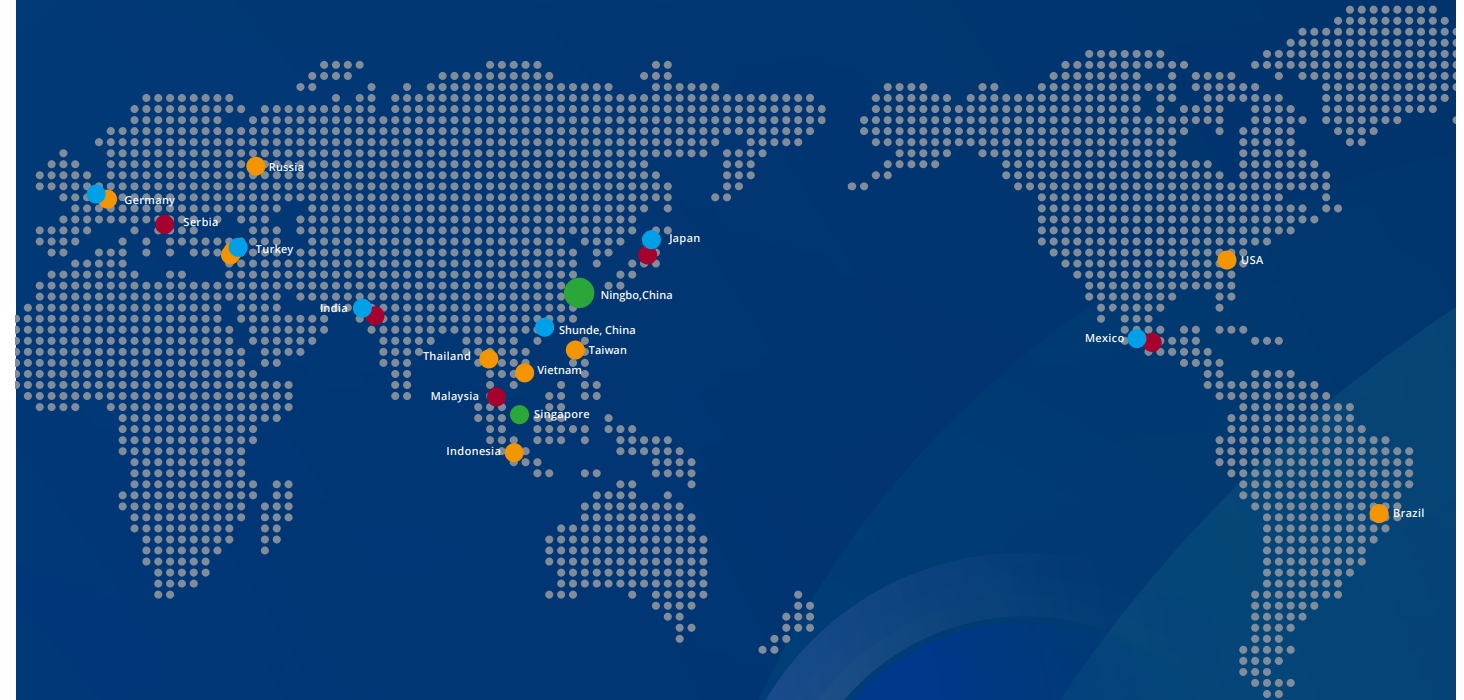 Russia
Germany
Serbia
Turkey
Japan
USA
Ningbo,China
India
Shunde, China
Mexico
Taiwan
Thailand
Vietnam
Malaysia
Singapore
Indonesia
Brazil